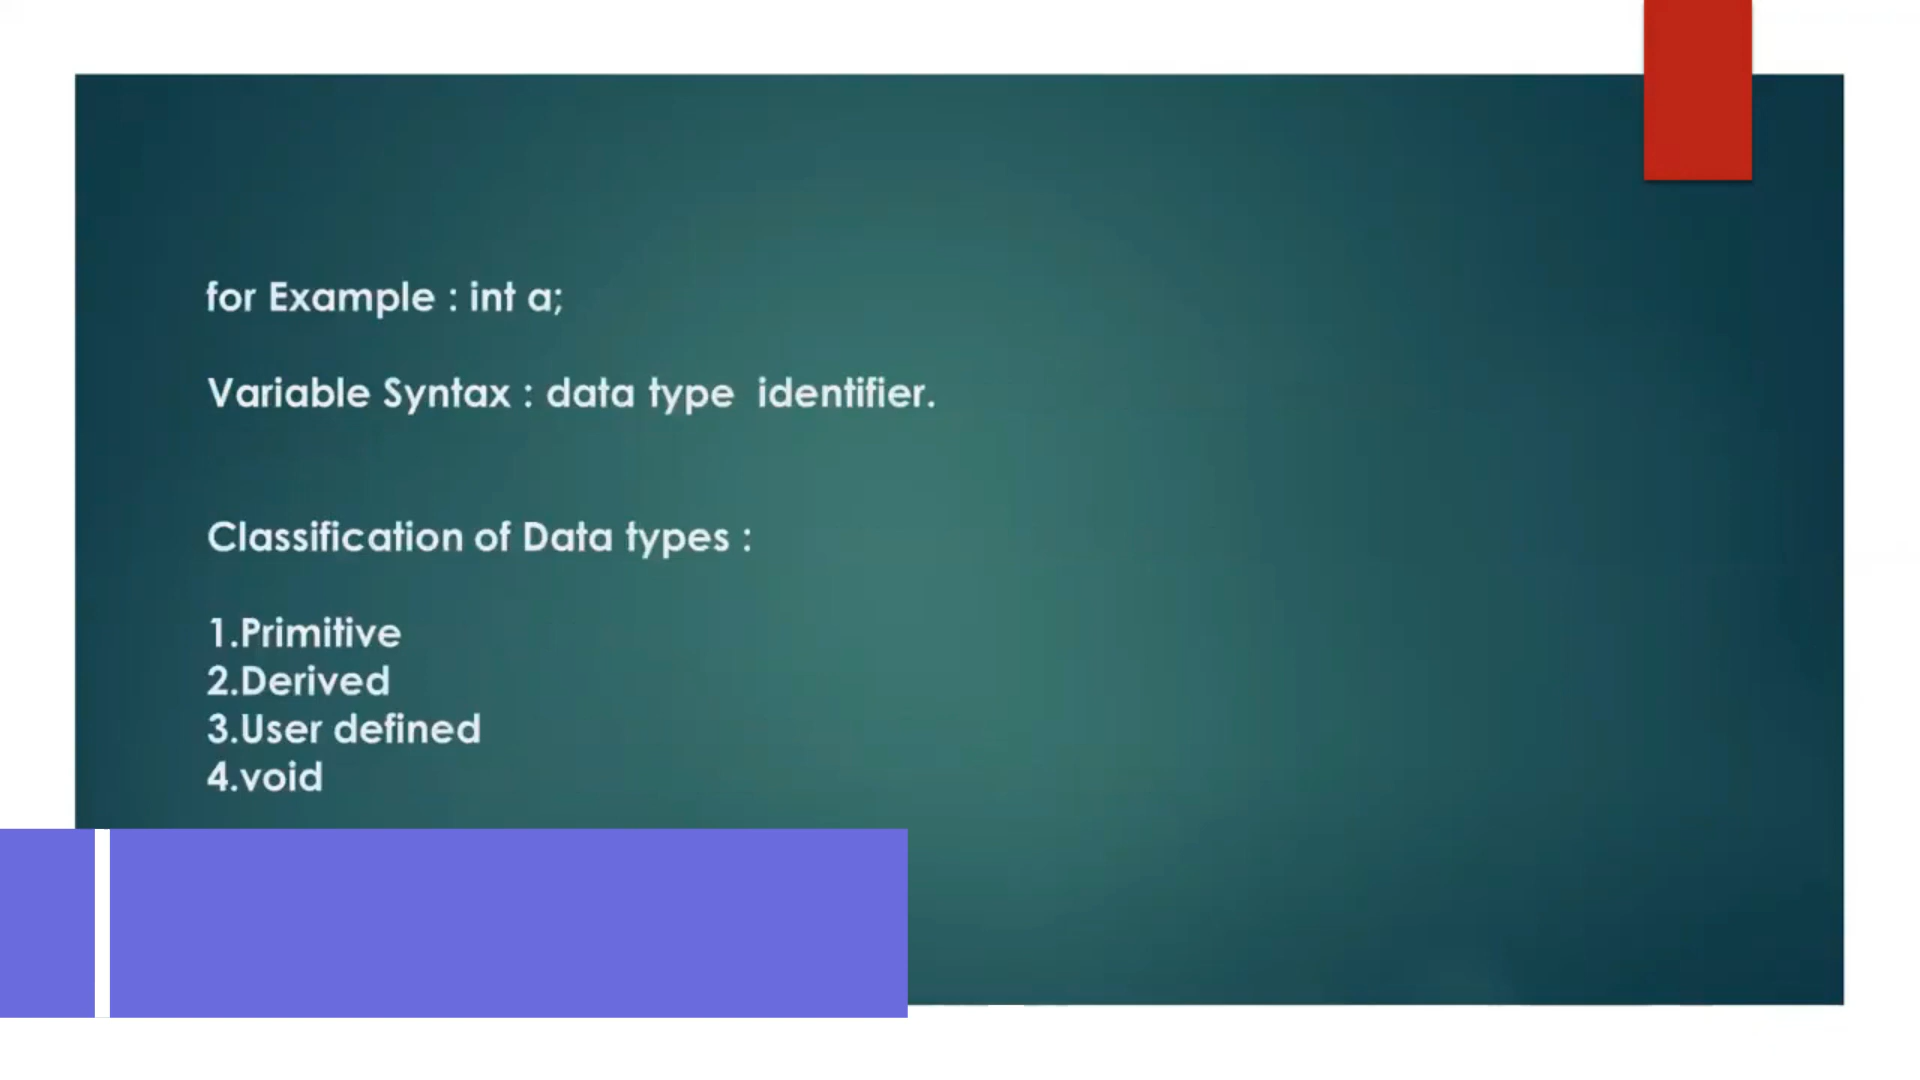 for Example : int a;
Variable Syntax : data type  identifier.
Classification of Data types :
1.Primitive
2.Derived
3.User defined
4.void